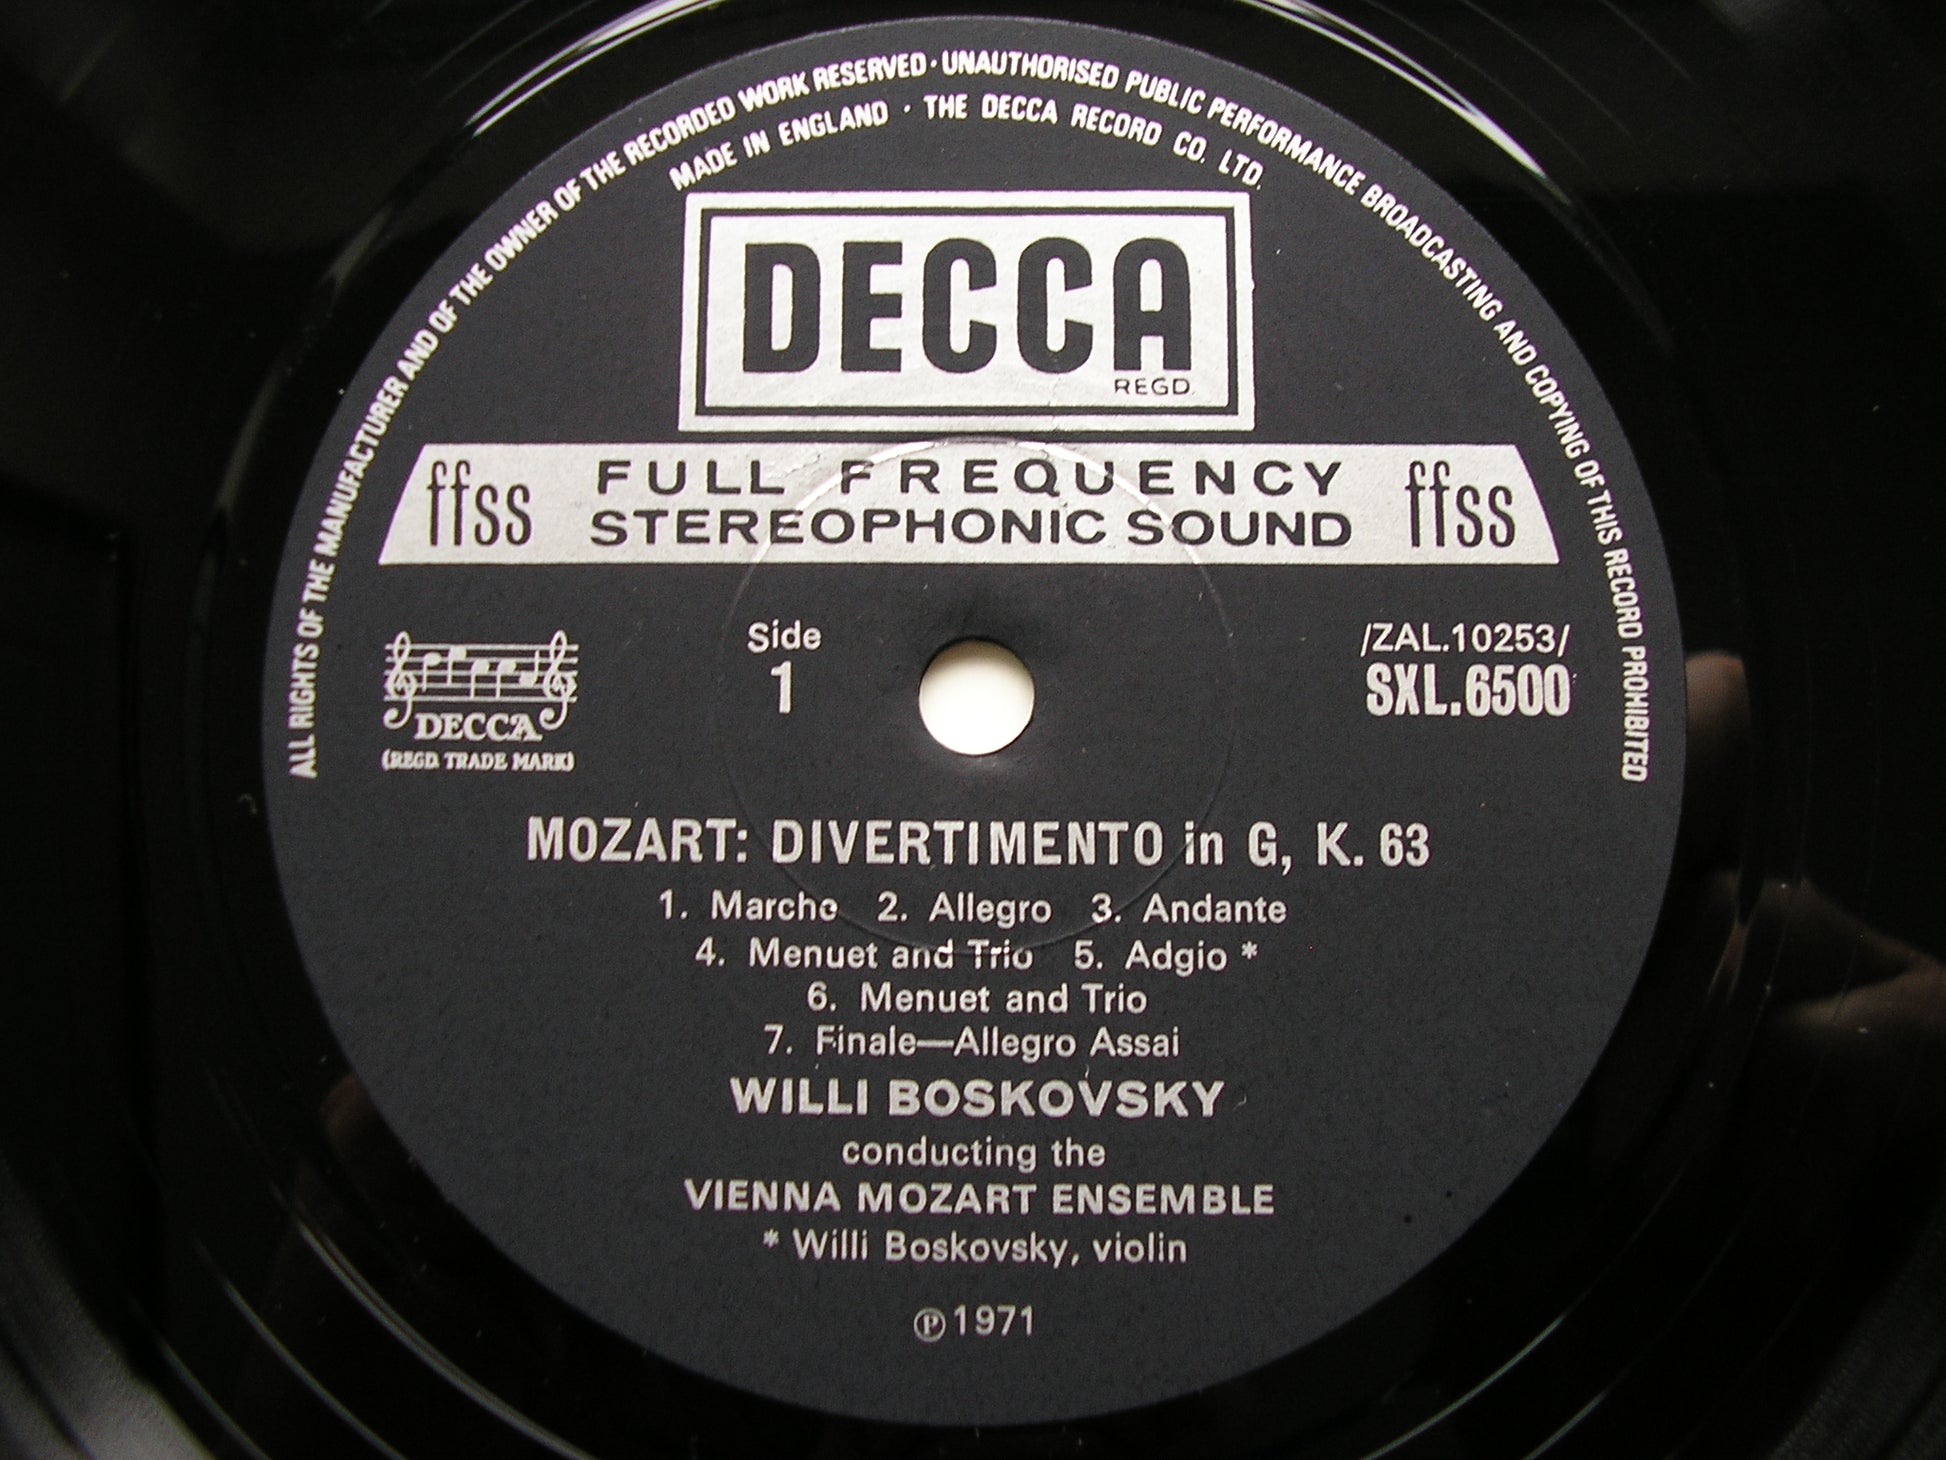 ALL RIGHTS OF THE MANUFACTURER AND OF THE OWNER OF THE RECORDED WORK RESERVED · UNAUTHORISED PUBLIC PERFORMANCE BROADCASTING AND COPYING OF THIS RECORD PROHIBITED
MADE IN ENGLAND · THE DECCA RECORD CO. LTD.
DECCA
REGD.
ffss FULL FREQUENCY ffss
STEREOPHONIC SOUND
Side
1
/ZAL.10253/
SXL.6500
DECCA
(REGD. TRADE MARK)
MOZART: DIVERTIMENTO in G, K. 63
1. Marche 2. Allegro 3. Andante
4. Menuet and Trio 5. Adgio *
6. Menuet and Trio
7. Finale—Allegro Assai
WILLI BOSKOVSKY
conducting the
VIENNA MOZART ENSEMBLE
* Willi Boskovsky, violin
℗ 1971